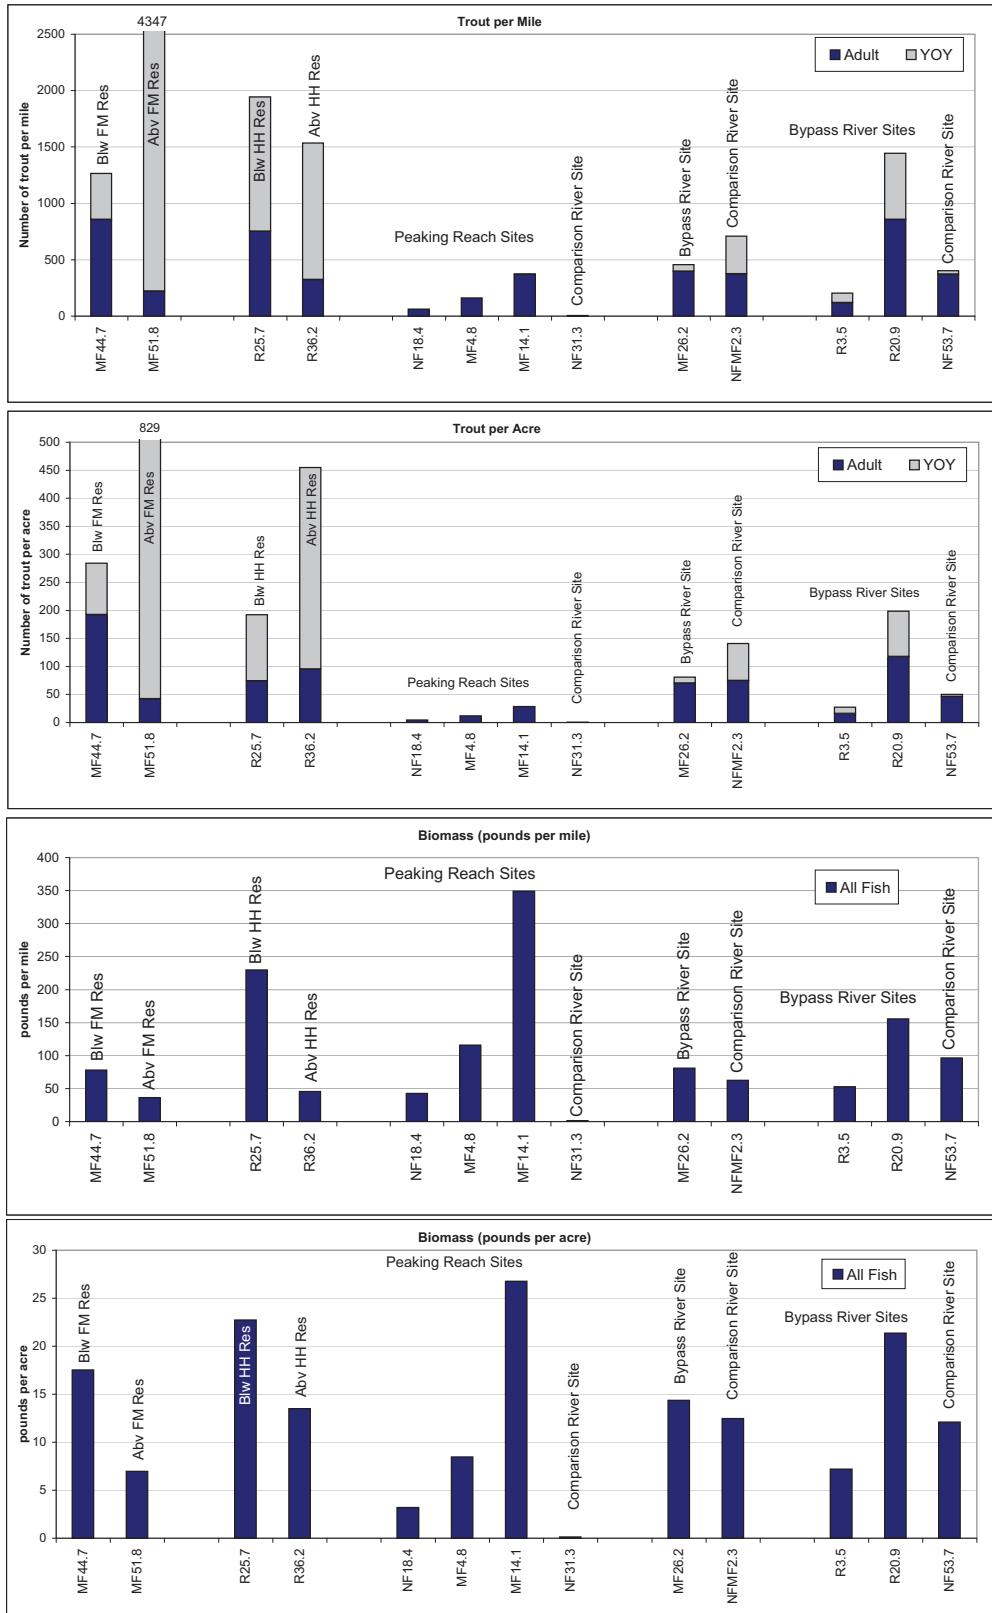 4347
Trout per Mile
2500
2000
1500
1000
500
0
Number of trout per mile
Adult
YOY
Blw FM Res
Abv FM Res
Blw HH Res
Abv HH Res
Peaking Reach Sites
Comparison River Site
Bypass River Site
Comparison River Site
Bypass River Sites
Comparison River Site
MF44.7
MF51.8
R25.7
R36.2
NF18.4
MF4.8
MF14.1
NF31.3
MF26.2
NFMF2.3
R3.5
R20.9
NF53.7
829
Trout per Acre
500
450
400
350
300
250
200
150
100
50
0
Number of trout per acre
Adult
YOY
Blw FM Res
Abv FM Res
Blw HH Res
Abv HH Res
Peaking Reach Sites
Comparison River Site
Bypass River Site
Comparison River Site
Bypass River Sites
Comparison River Site
MF44.7
MF51.8
R25.7
R36.2
NF18.4
MF4.8
MF14.1
NF31.3
MF26.2
NFMF2.3
R3.5
R20.9
NF53.7
Biomass (pounds per mile)
400
350
300
250
200
150
100
50
0
pounds per mile
All Fish
Blw FM Res
Abv FM Res
Blw HH Res
Abv HH Res
Peaking Reach Sites
Comparison River Site
Bypass River Site
Comparison River Site
Bypass River Sites
Comparison River Site
MF44.7
MF51.8
R25.7
R36.2
NF18.4
MF4.8
MF14.1
NF31.3
MF26.2
NFMF2.3
R3.5
R20.9
NF53.7
Biomass (pounds per acre)
30
25
20
15
10
5
0
pounds per acre
All Fish
Blw FM Res
Abv FM Res
Blw HH Res
Abv HH Res
Peaking Reach Sites
Comparison River Site
Bypass River Site
Comparison River Site
Bypass River Sites
Comparison River Site
MF44.7
MF51.8
R25.7
R36.2
NF18.4
MF4.8
MF14.1
NF31.3
MF26.2
NFMF2.3
R3.5
R20.9
NF53.7